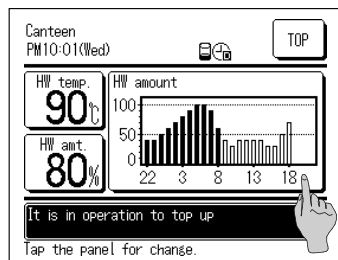 Canteen
PM10:01(Wed)
TOP
HW temp.
90℃
HW amt.
80%
HW amount
100
50
0
22 3 8 13 18
It is in operation to top up
Tap the panel for change.